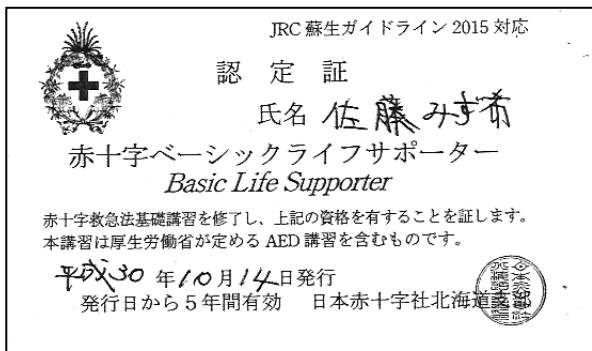 JRC 蘇生ガイドライン 2015 対応
認定証
氏名 佐藤みず希
赤十字ベーシックライフサポーター
Basic Life Supporter
赤十字救急法基礎講習を修了し、上記の資格を有することを証します。
本講習は厚生労働省が定める AED 講習を含むものです。
平成30年10月14日発行
発行日から5年間有効 日本赤十字社北海道支部